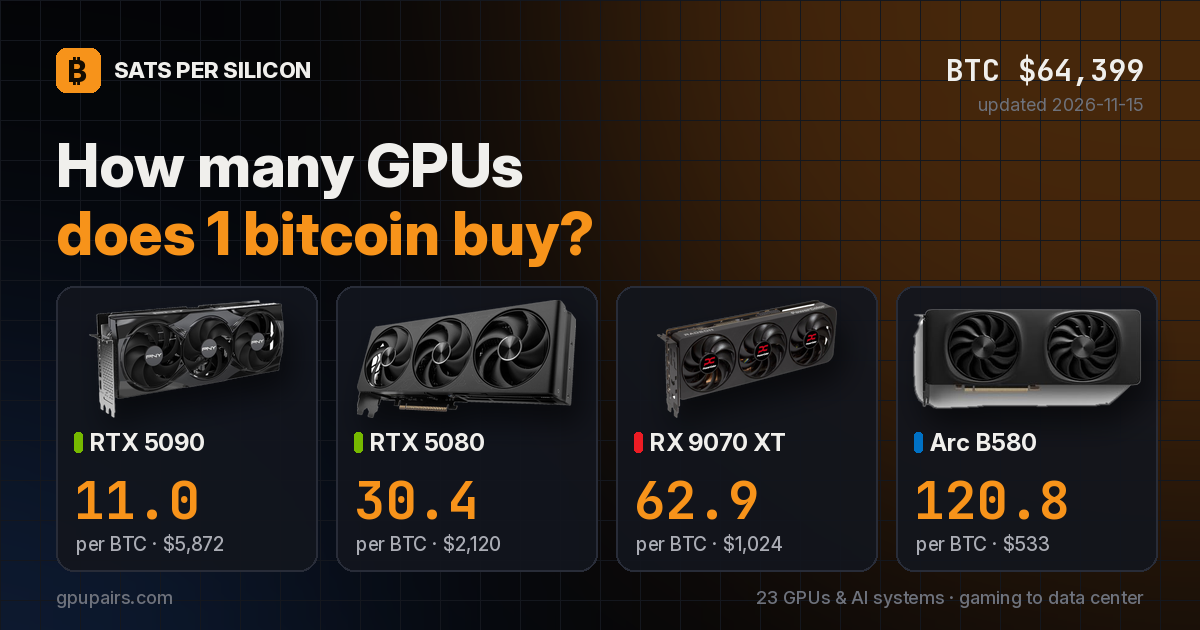 SATS PER SILICON
BTC $64,399
updated 2026-11-15
How many GPUs
does 1 bitcoin buy?
PNY PNY PNY
RTX 5090
11.0
per BTC · $5,872
RTX 5080
30.4
per BTC · $2,120
RX 9070 XT
62.9
per BTC · $1,024
Arc B580
120.8
per BTC · $533
gpupairs.com
23 GPUs & AI systems · gaming to data center